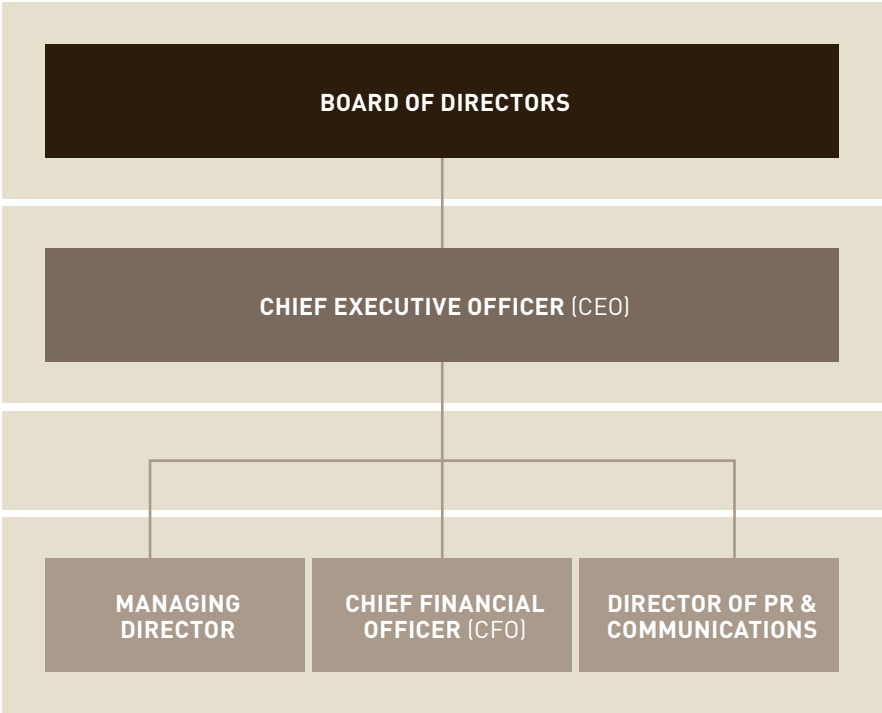 BOARD OF DIRECTORS
CHIEF EXECUTIVE OFFICER (CEO)
MANAGING
DIRECTOR
CHIEF FINANCIAL
OFFICER (CFO)
DIRECTOR OF PR &
COMMUNICATIONS